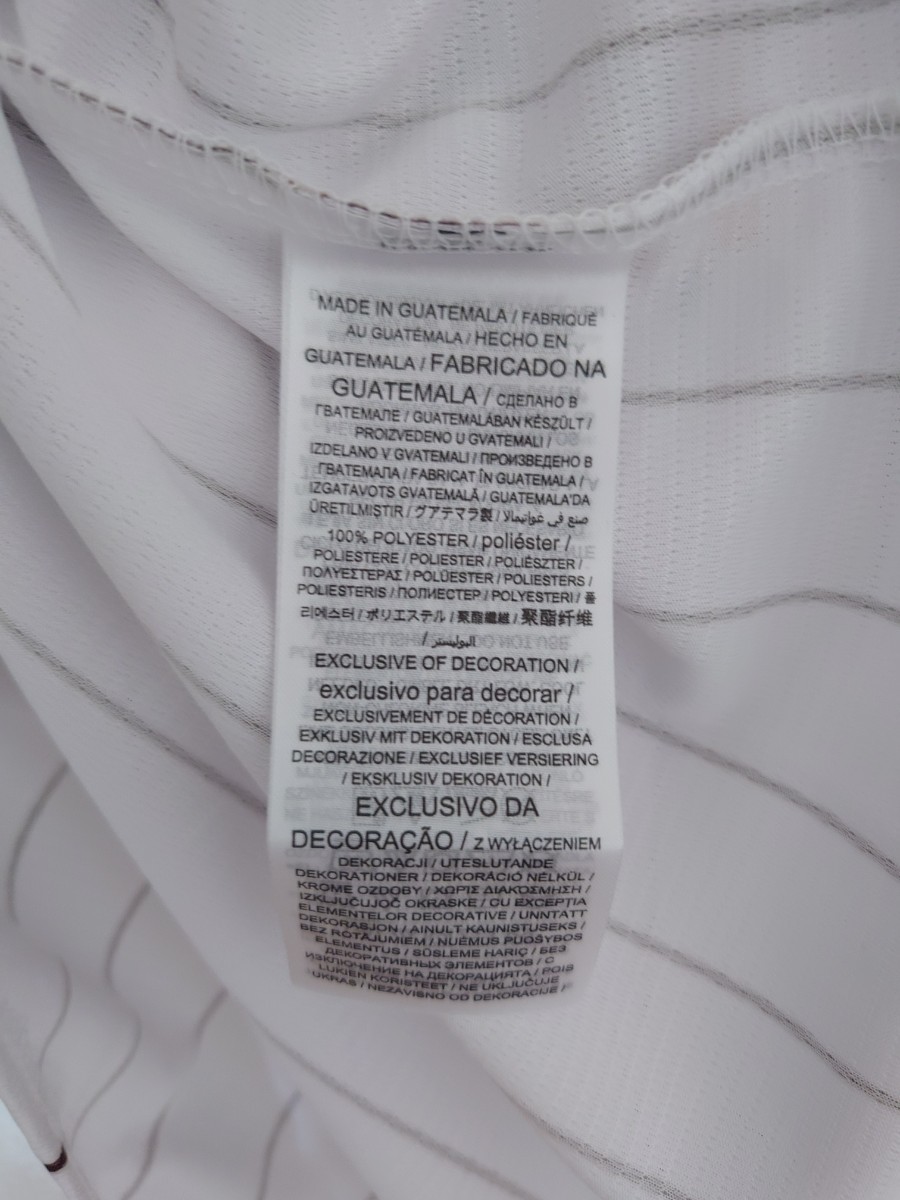 MADE IN GUATEMALA / FABRIQUÉ
AU GUATÉMALA / HECHO EN
GUATEMALA / FABRICADO NA
GUATEMALA / СДЕЛАНО В
ГВАТЕМАЛЕ / GUATEMALÁBAN KÉSZÜLT /
PROIZVEDENO U GVATEMALI /
IZDELANO V GVATEMALI / ПРОИЗВЕДЕНО В
ГВАТЕМАЛА / FABRICAT ÎN GUATEMALA /
IZGATAVOTS GVATEMALĀ / GUATEMALA'DA
ÜRETILMIŞTIR / グアテマラ製 / صنع في غواتيمالا
100% POLYESTER / poliéster /
POLIESTERE / POLIESTER / POLIÉSZTER /
ΠΟΛΥΕΣΤΕΡΑΣ / POLÜESTER / POLIESTERS /
POLIESTERIS / ПОЛИЕСТЕР / POLYESTERI / 폴
리에스터 / ポリエステル / 聚酯纖維 / 聚酯纤维
/ البوليستر
EXCLUSIVE OF DECORATION /
exclusivo para decorar /
EXCLUSIVEMENT DE DÉCORATION /
EXKLUSIV MIT DEKORATION / ESCLUSA
DECORAZIONE / EXCLUSIEF VERSIERING
/ EKSKLUSIV DEKORATION /
EXCLUSIVO DA
DECORAÇÃO / Z WYŁĄCZENIEM
DEKORACJI / UTESLUTANDE
DEKORATIONER / DEKORÁCIÓ NÉLKÜL /
KROMĚ OZDOBY / ΧΩΡΙΣ ΔΙΑΚΟΣΜΗΣΗ /
IZKLJUČUJOČ OKRASKE / CU EXCEPȚIA
ELEMENTELOR DECORATIVE / UNNTATT
DEKORASJON / AINULT KAUNISTUSEKS /
BEZ ROTĀJUMIEM / NUĖMUS PUOŠYBOS
ELEMENTUS / SÜSLEME HARIÇ / БЕЗ
ДЕКОРАТИВНЫХ ЭЛЕМЕНТОВ / С
ИЗКЛЮЧЕНИЕ НА ДЕКОРАЦИЯТА / POIS
LUKIEN KORISTEET / NE UKLJUČUJE
UKRAS / NEZAVISNO OD DEKORACIJE